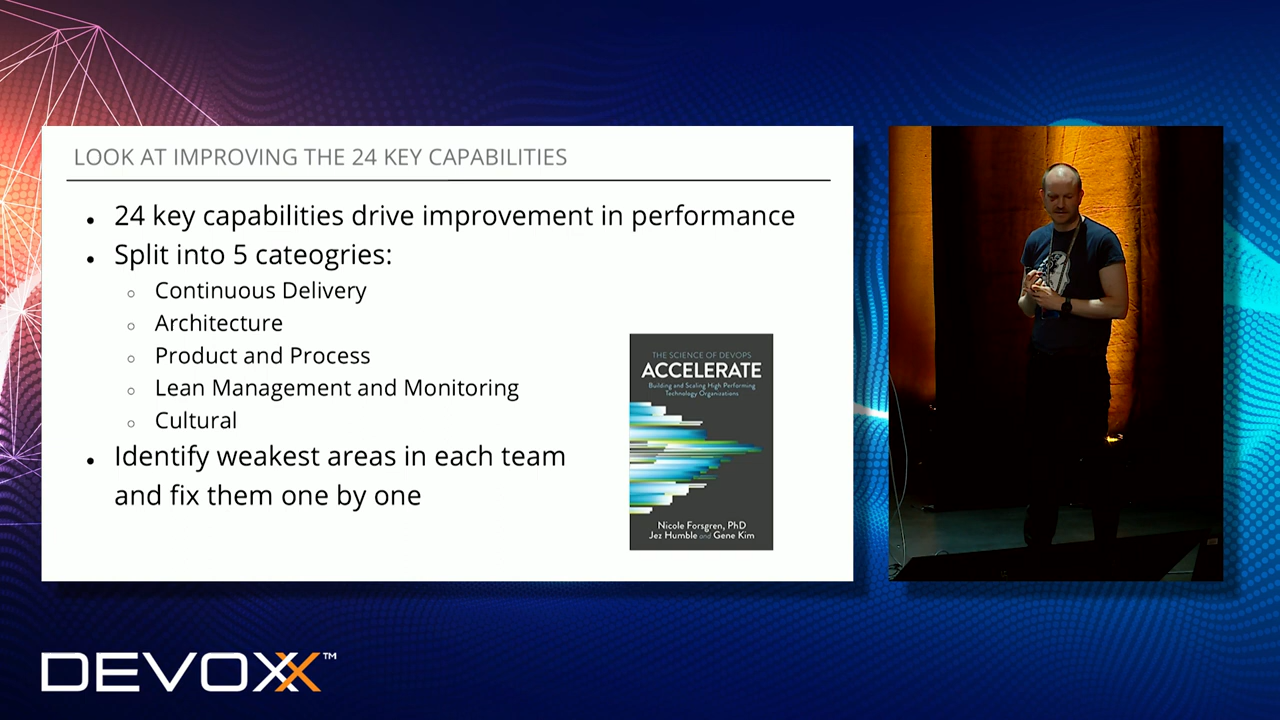 LOOK AT IMPROVING THE 24 KEY CAPABILITIES
• 24 key capabilities drive improvement in performance
• Split into 5 cateogries:
○ Continuous Delivery
○ Architecture
○ Product and Process
○ Lean Management and Monitoring
○ Cultural
• Identify weakest areas in each team
and fix them one by one
THE SCIENCE OF DEVOPS
ACCELERATE
Building and Scaling High Performing
Technology Organizations
Nicole Forsgren, PhD
Jez Humble and Gene Kim
DEVOXX™